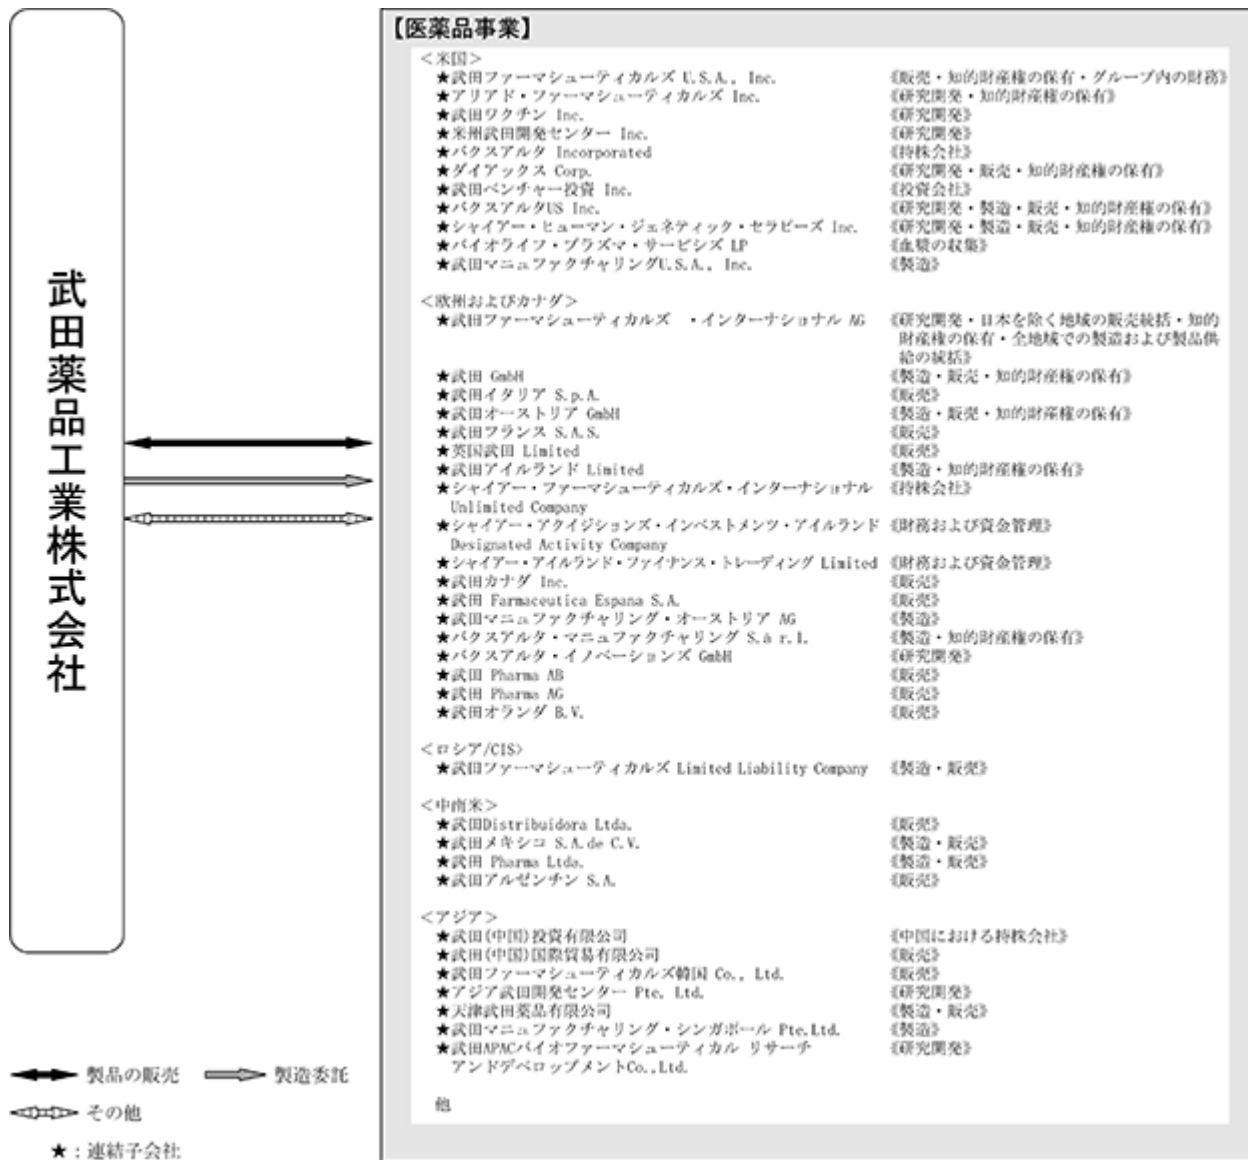 武田薬品工業株式会社
【医薬品事業】
＜米国＞
★武田ファーマシューティカルズ U.S.A., Inc. 《販売・知的財産権の保有・グループ内の財務》
★アリアド・ファーマシューティカルズ Inc. 《研究開発・知的財産権の保有》
★武田ワクチン Inc. 《研究開発》
★米州武田開発センター Inc. 《研究開発》
★バクスアルタ Incorporated 《持株会社》
★ダイアックス Corp. 《研究開発・販売・知的財産権の保有》
★武田ベンチャー投資 Inc. 《投資会社》
★バクスアルタUS Inc. 《研究開発・製造・販売・知的財産権の保有》
★シャイアー・ヒューマン・ジェネティック・セラピーズ Inc. 《研究開発・製造・販売・知的財産権の保有》
★バイオライフ・プラズマ・サービシズ LP 《血漿の収集》
★武田マニュファクチャリングU.S.A., Inc. 《製造》
＜欧州およびカナダ＞
★武田ファーマシューティカルズ ・インターナショナル AG 《研究開発・日本を除く地域の販売統括・知的
財産権の保有・全地域での製造および製品供
給の統括》
★武田 GmbH 《製造・販売・知的財産権の保有》
★武田イタリア S.p.A. 《販売》
★武田オーストリア GmbH 《製造・販売・知的財産権の保有》
★武田フランス S.A.S. 《販売》
★英国武田 Limited 《販売》
★武田アイルランド Limited 《製造・知的財産権の保有》
★シャイアー・ファーマシューティカルズ・インターナショナル 《持株会社》
Unlimited Company
★シャイアー・アクイジションズ・インベストメンツ・アイルランド 《財務および資金管理》
Designated Activity Company
★シャイアー・アイルランド・ファイナンス・トレーディング Limited 《財務および資金管理》
★武田カナダ Inc. 《販売》
★武田 Farmaceutica Espana S.A. 《販売》
★武田マニュファクチャリング・オーストリア AG 《製造》
★バクスアルタ・マニュファクチャリング S.à r.l. 《製造・知的財産権の保有》
★バクスアルタ・イノベーションズ GmbH 《研究開発》
★武田 Pharma AB 《販売》
★武田 Pharma AG 《販売》
★武田オランダ B.V. 《販売》
＜ロシア/CIS＞
★武田ファーマシューティカルズ Limited Liability Company 《製造・販売》
＜中南米＞
★武田Distribuidora Ltda. 《販売》
★武田メキシコ S.A.de C.V. 《製造・販売》
★武田 Pharma Ltda. 《製造・販売》
★武田アルゼンチン S.A. 《販売》
＜アジア＞
★武田(中国)投資有限公司 《中国における持株会社》
★武田(中国)国際貿易有限公司 《販売》
★武田ファーマシューティカルズ韓国 Co., Ltd. 《販売》
★アジア武田開発センター Pte. Ltd. 《研究開発》
★天津武田薬品有限公司 《製造・販売》
★武田マニュファクチャリング・シンガポール Pte.Ltd. 《製造》
★武田APACバイオファーマシューティカル リサーチ 《研究開発》
アンドデベロップメントCo.,Ltd.
他
製品の販売 製造委託
その他
★：連結子会社